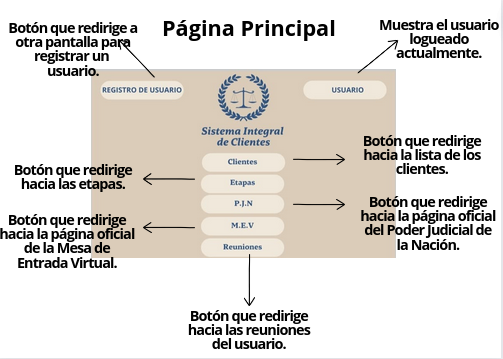 Página Principal
Botón que redirige a
otra pantalla para
registrar un
usuario.
Muestra el usuario
logueado
actualmente.
REGISTRO DE USUARIO
USUARIO
Sistema Integral
de Clientes
Clientes
Botón que redirige
hacia la lista de los
clientes.
Etapas
Botón que redirige
hacia las etapas.
P.J.N
Botón que redirige
hacia la página oficial
del Poder Judicial de
la Nación.
M.E.V
Botón que redirige
hacia la página oficial
de la Mesa de
Entrada Virtual.
Reuniones
Botón que redirige
hacia las reuniones
del usuario.